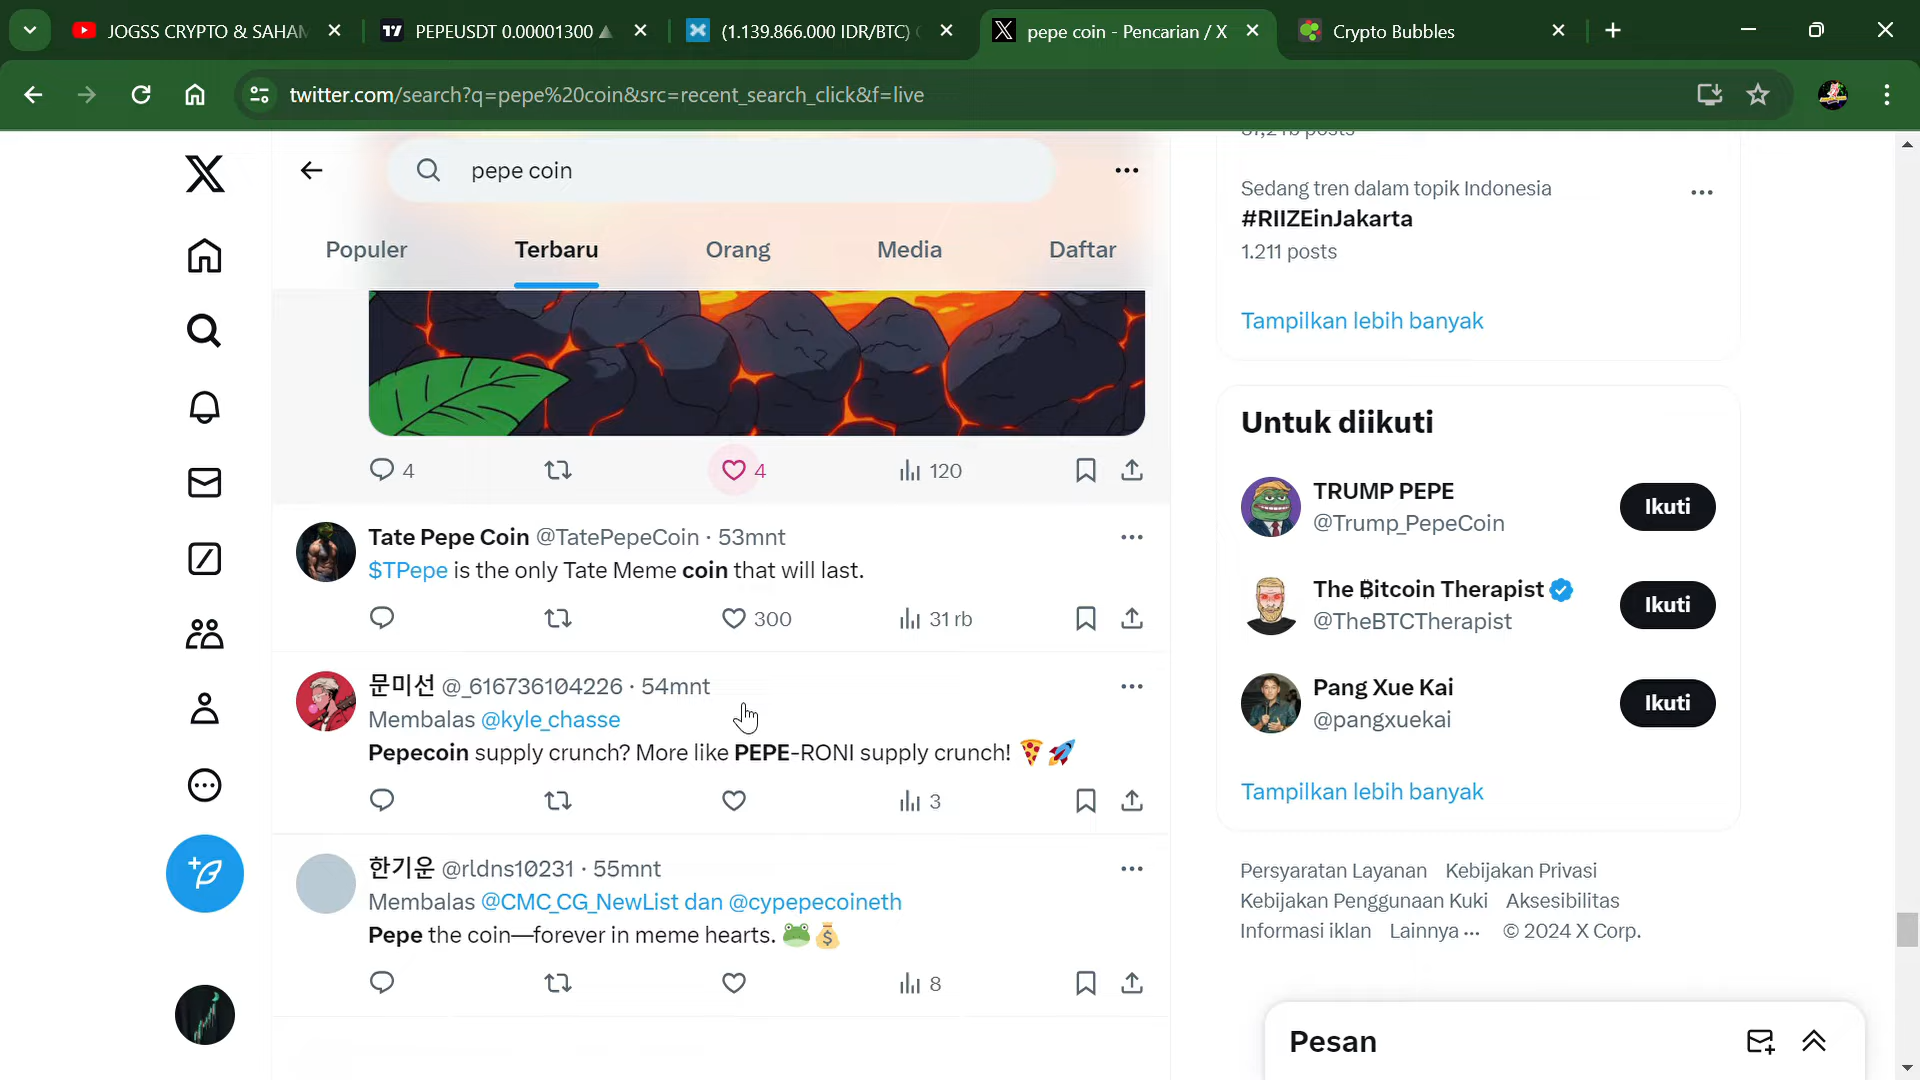 JOGSS CRYPTO & SAHAM
PEPEUSDT 0.00001300
(1.139.866.000 IDR/BTC)
pepe coin - Pencarian / X
Crypto Bubbles
twitter.com/search?q=pepe%20coin&src=recent_search_click&f=live
pepe coin
Populer
Terbaru
Orang
Media
Daftar
4
4
120
Tate Pepe Coin @TatePepeCoin · 53mnt
$TPepe is the only Tate Meme coin that will last.
300
31 rb
문미선 @_616736104226 · 54mnt
Membalas @kyle_chasse
Pepecoin supply crunch? More like PEPE-RONI supply crunch! 🍕🚀
3
한기운 @rldns10231 · 55mnt
Membalas @CMC_CG_NewList dan @cypepecoineth
Pepe the coin—forever in meme hearts. 🐸💰
8
Sedang tren dalam topik Indonesia
#RIIZEinJakarta
1.211 posts
Tampilkan lebih banyak
Untuk diikuti
TRUMP PEPE
@Trump_PepeCoin
Ikuti
The ₿itcoin Therapist
@TheBTCTherapist
Ikuti
Pang Xue Kai
@pangxuekai
Ikuti
Tampilkan lebih banyak
Persyaratan Layanan Kebijakan Privasi
Kebijakan Penggunaan Kuki Aksesibilitas
Informasi iklan Lainnya ··· © 2024 X Corp.
Pesan